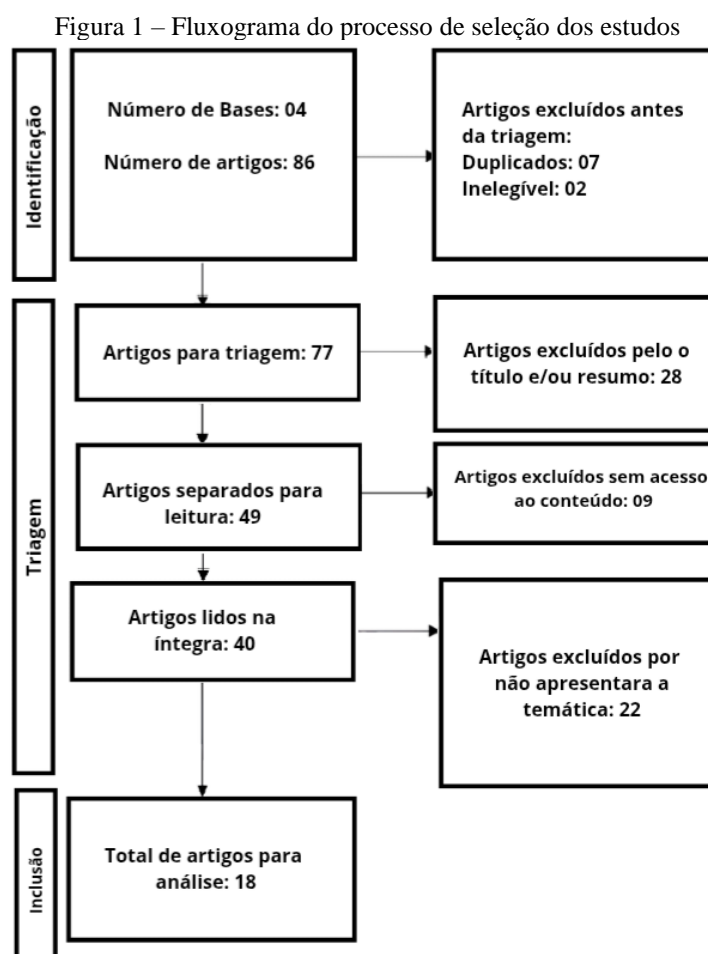 Figura 1 – Fluxograma do processo de seleção dos estudos
Identificação
Número de Bases: 04
Número de artigos: 86
Artigos excluídos antes
da triagem:
Duplicados: 07
Inelegível: 02
Triagem
Artigos para triagem: 77
Artigos excluídos pelo o
título e/ou resumo: 28
Artigos separados para
leitura: 49
Artigos excluídos sem acesso
ao conteúdo: 09
Artigos lidos na
íntegra: 40
Artigos excluídos por
não apresentara a
temática: 22
Inclusão
Total de artigos para
análise: 18